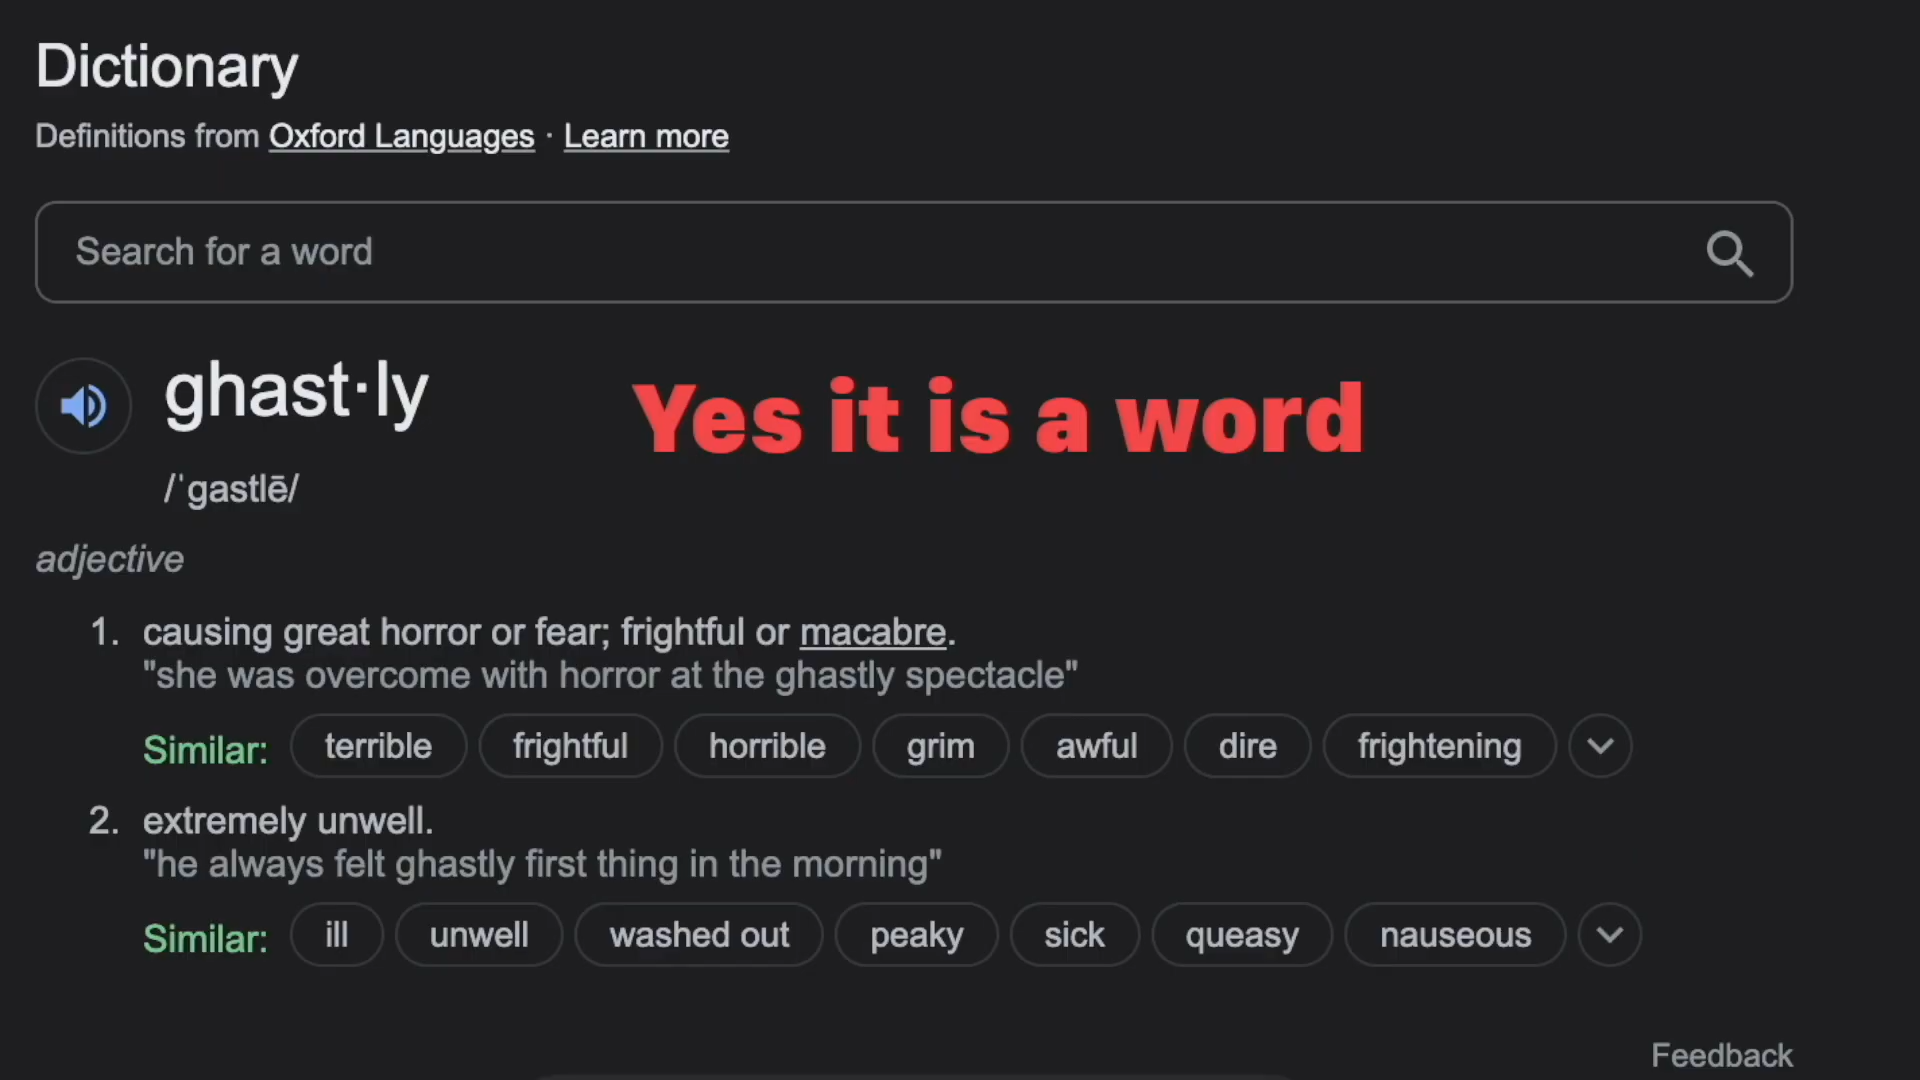 Dictionary
Definitions from Oxford Languages · Learn more
Search for a word
ghast·ly
Yes it is a word
/ˈgastlē/
adjective
1. causing great horror or fear; frightful or macabre.
"she was overcome with horror at the ghastly spectacle"
Similar: terrible frightful horrible grim awful dire frightening
2. extremely unwell.
"he always felt ghastly first thing in the morning"
Similar: ill unwell washed out peaky sick queasy nauseous
Feedback